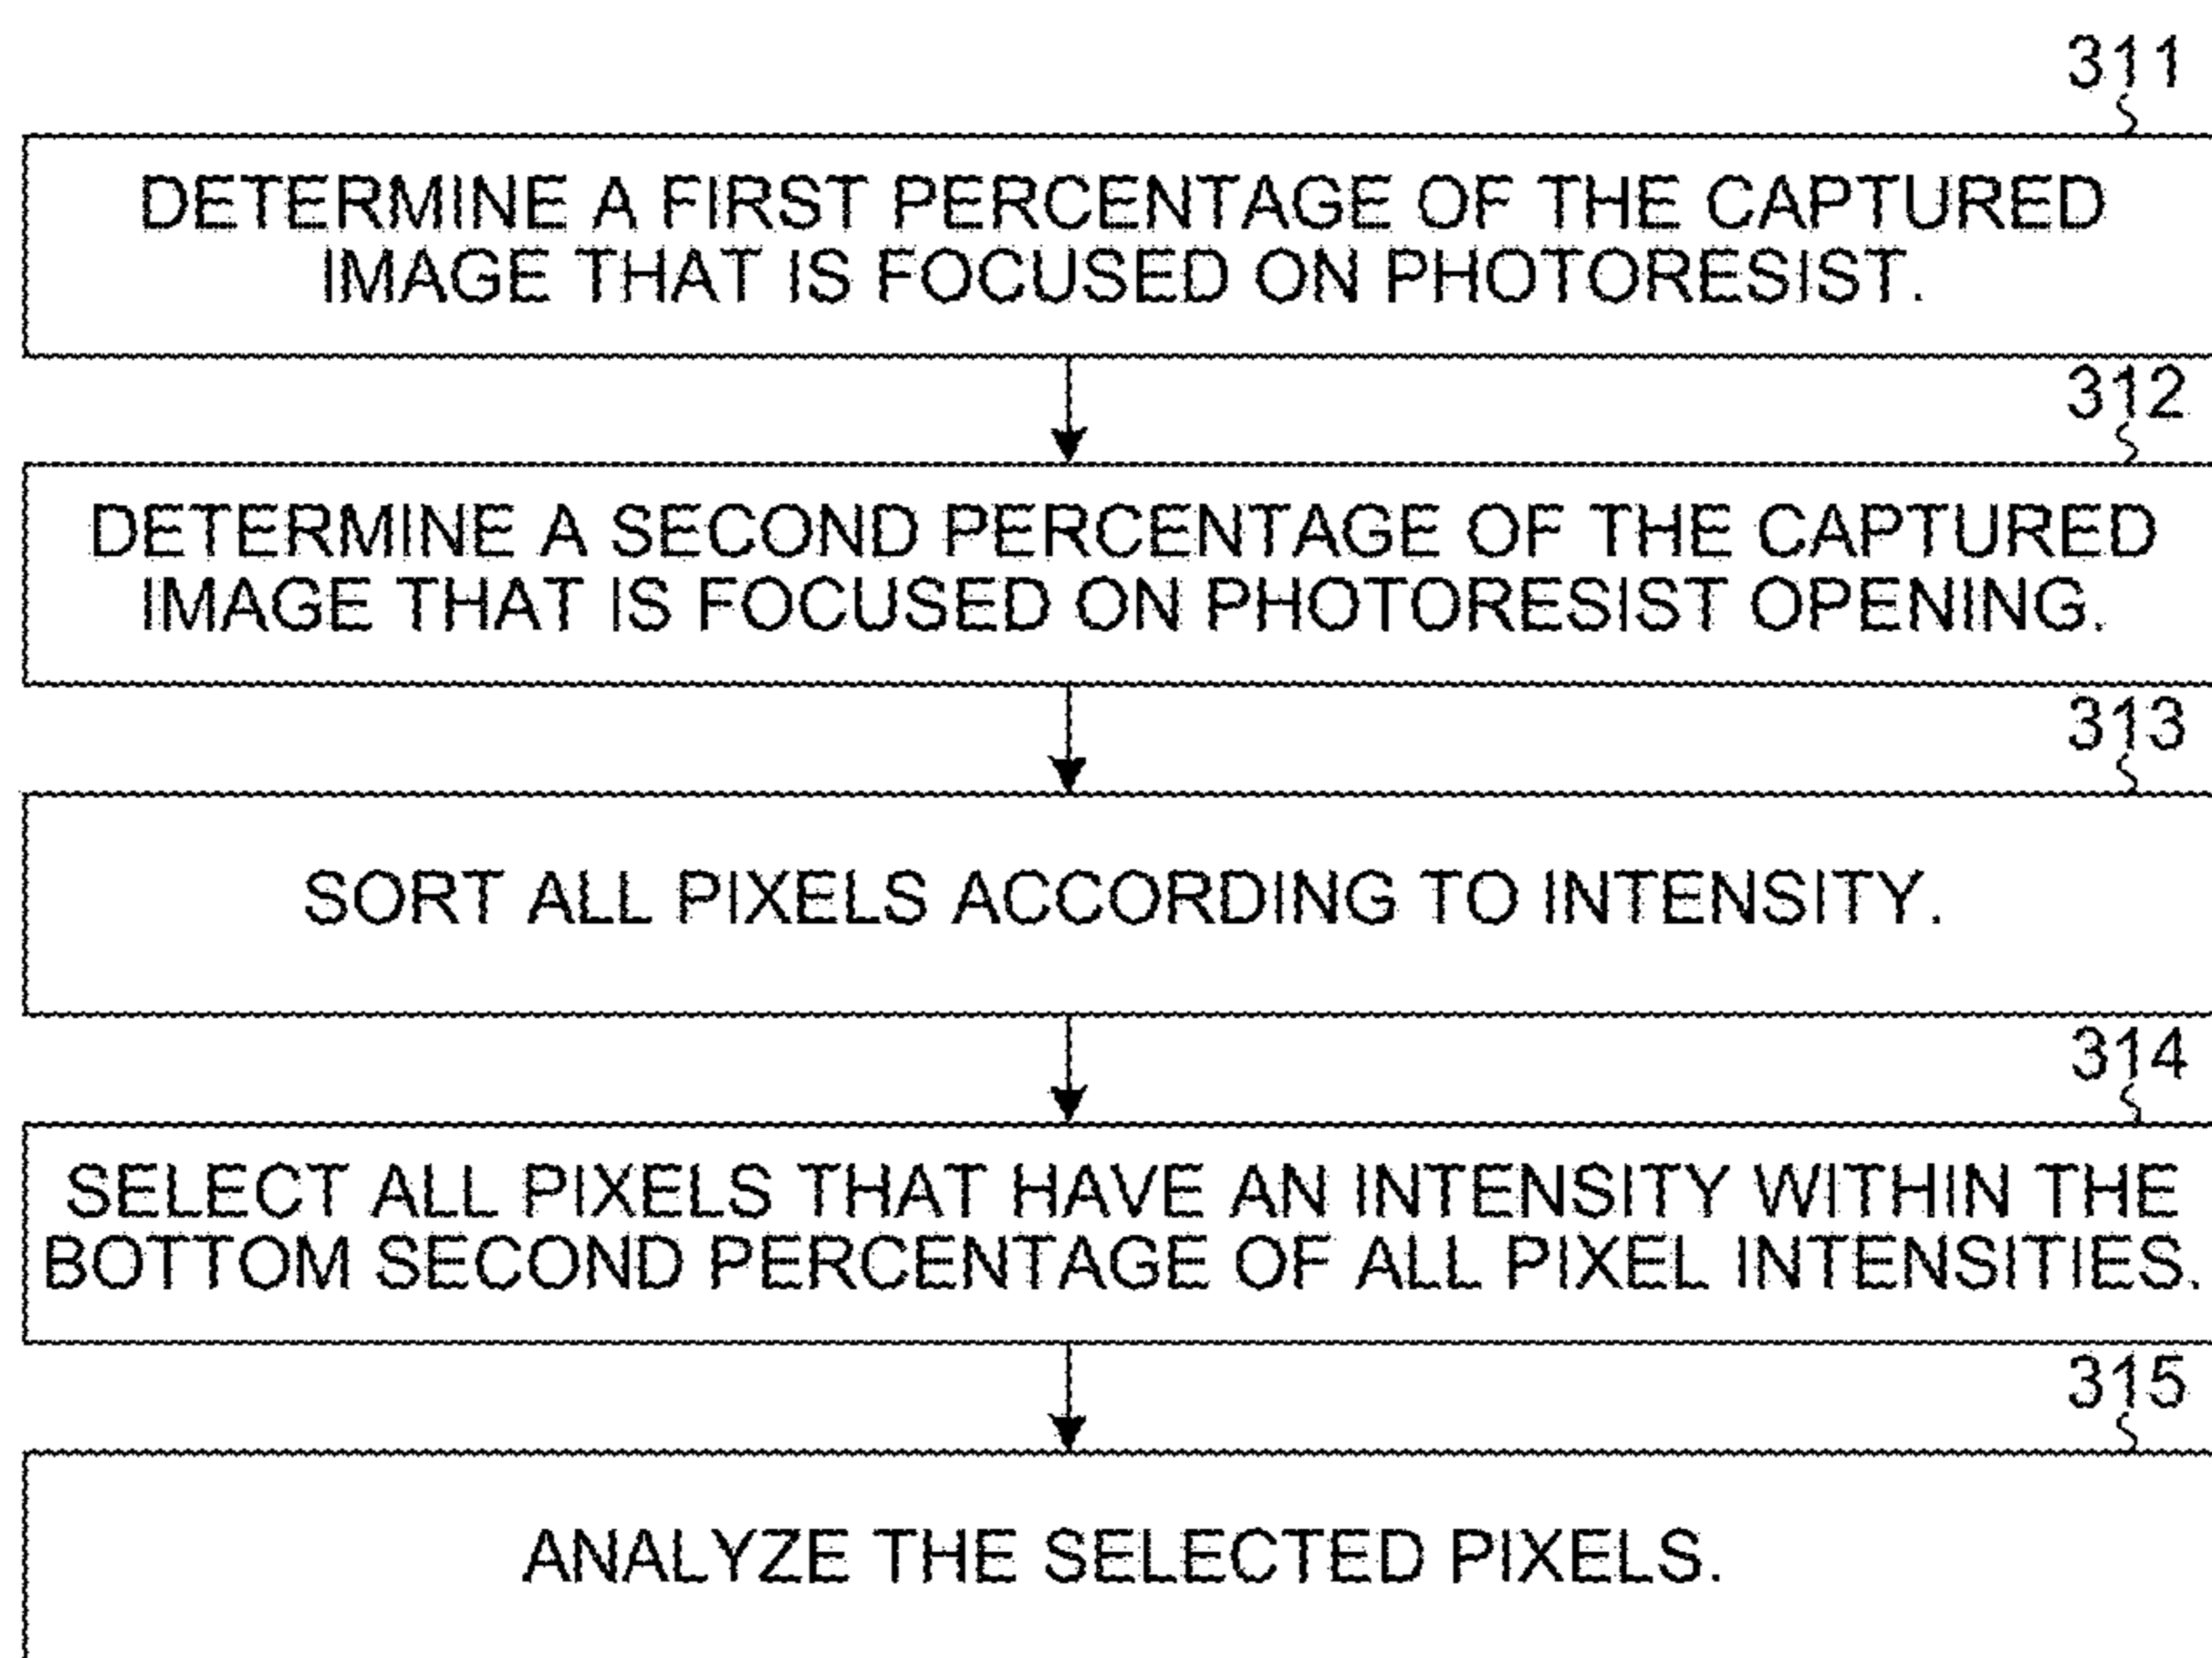 311
DETERMINE A FIRST PERCENTAGE OF THE CAPTURED
IMAGE THAT IS FOCUSED ON PHOTORESIST.
312
DETERMINE A SECOND PERCENTAGE OF THE CAPTURED
IMAGE THAT IS FOCUSED ON PHOTORESIST OPENING.
313
SORT ALL PIXELS ACCORDING TO INTENSITY.
314
SELECT ALL PIXELS THAT HAVE AN INTENSITY WITHIN THE
BOTTOM SECOND PERCENTAGE OF ALL PIXEL INTENSITIES.
315
ANALYZE THE SELECTED PIXELS.